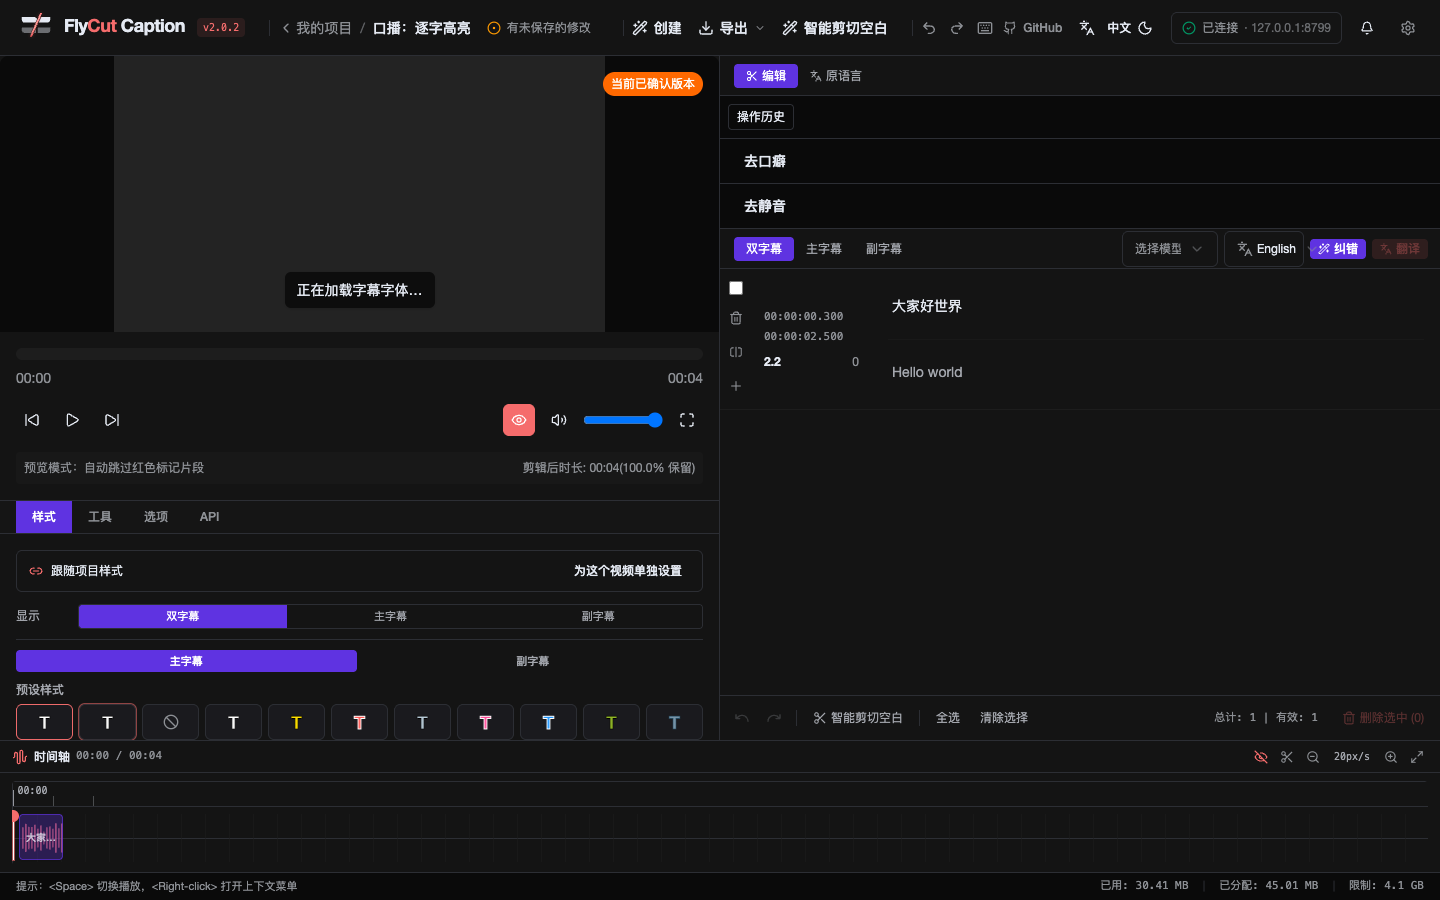 FlyCut Caption v2.0.2 我的项目 / 口播：逐字高亮 有未保存的修改 创建 导出 智能剪切空白 GitHub 中文 已连接 · 127.0.0.1:8799
当前已确认版本
正在加载字幕字体...
00:00 00:04
预览模式：自动跳过红色标记片段 剪辑后时长: 00:04(100.0% 保留)
样式 工具 选项 API
跟随项目样式 为这个视频单独设置
显示 双字幕 主字幕 副字幕
主字幕 副字幕
预设样式
T T T T T T T T T T
编辑 原语言
操作历史
去口癖
去静音
双字幕 主字幕 副字幕 选择模型 English 纠错 翻译
00:00:00.300
00:00:02.500
2.2 0
大家好世界
Hello world
智能剪切空白 全选 清除选择 总计: 1 | 有效: 1 删除选中 (0)
时间轴 00:00 / 00:04 20px/s
00:00
大家...
提示：<Space> 切换播放，<Right-click> 打开上下文菜单 已用: 30.41 MB 已分配: 45.01 MB 限制: 4.1 GB